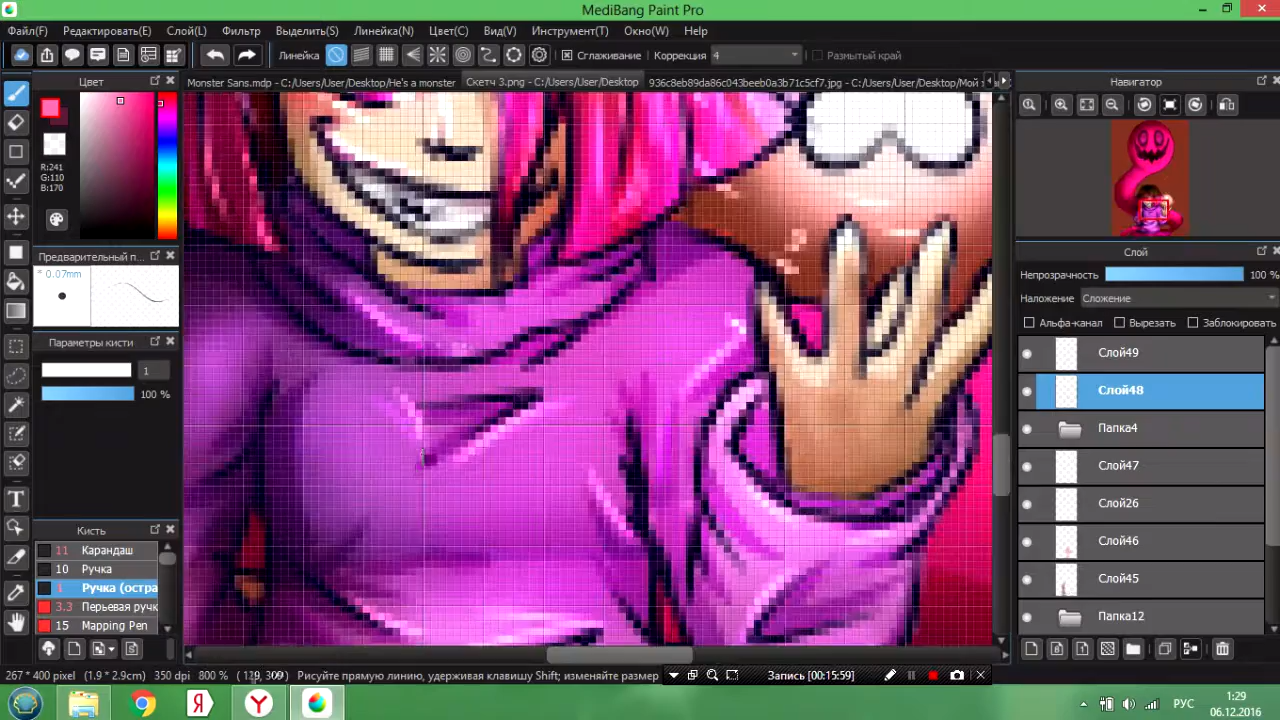 MediBang Paint Pro
Файл(F) Редактировать(E) Слой(L) Фильтр Выделить(S) Линейка(N) Цвет(C) Вид(V) Инструмент(T) Окно(W) Help
Линейка Сглаживание Коррекция 4 Размытый край
Цвет
Monster Sans.mdp - C:/Users/User/Desktop/He's a monster
Скетч 3.png - C:/Users/User/Desktop
936c8eb89da86c043beeb0a3b71c5cf7.jpg - C:/Users/User/Desktop/Мой
Навигатор
R:241
G:110
B:170
Предварительный п...
* 0.07mm
Параметры кисти
1
100 %
Слой
Непрозрачность 100 %
Наложение Сложение
Альфа-канал Вырезать Заблокировать
Слой49
Слой48
Папка4
Слой47
Слой26
Слой46
Слой45
Папка12
Кисть
11 Карандаш
10 Ручка
1 Ручка (остра
3.3 Перьевая ручк
15 Mapping Pen
267 * 400 pixel (1.9 * 2.9cm) 350 dpi 800 % Рисуйте прямую линию, удерживая клавишу Shift; изменяйте размер
Запись [00:15:59]
РУС
1:29
06.12.2016